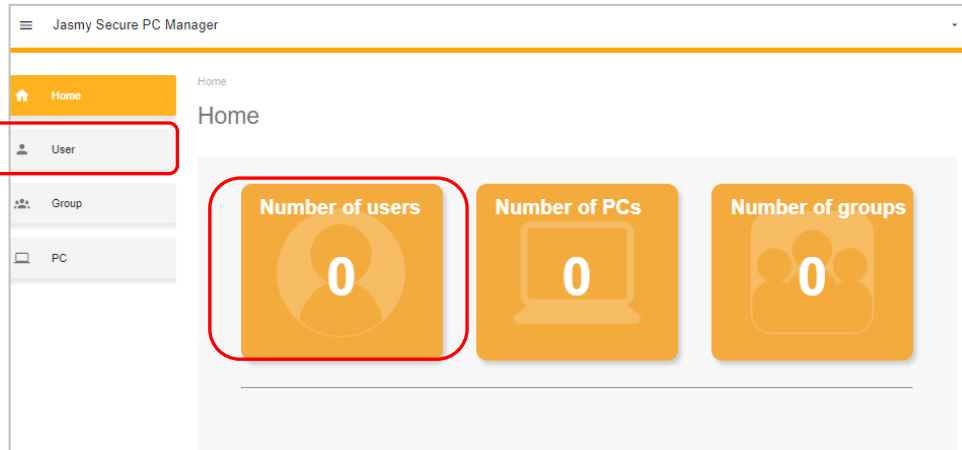 Jasmy Secure PC Manager
Home
User
Group
PC
Home
Home
Number of users
0
Number of PCs
0
Number of groups
0